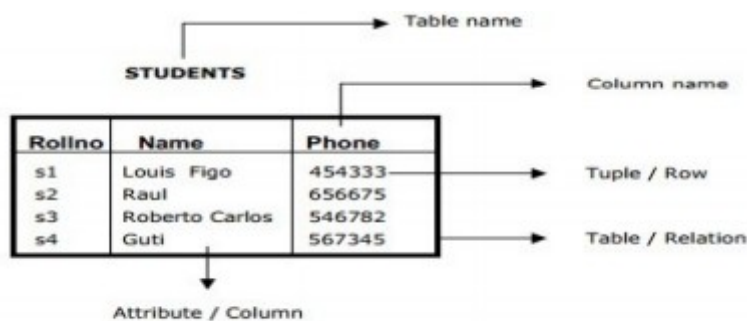 Table name
STUDENTS
Column name
Rollno Name Phone
s1 Louis Figo 454333
Tuple / Row
s2 Raul 656675
s3 Roberto Carlos 546782
s4 Guti 567345
Table / Relation
Attribute / Column